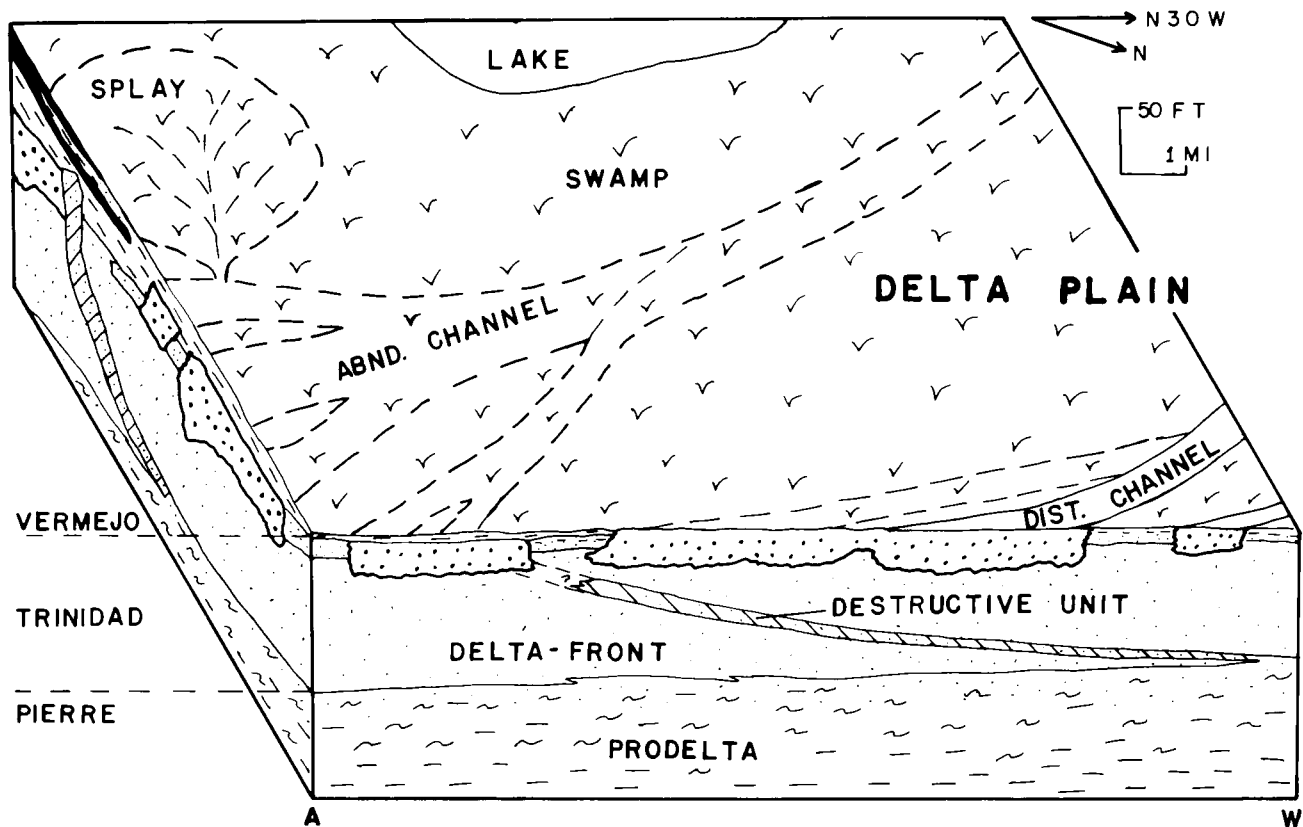 N 30 W
N
LAKE
SPLAY
50 FT
1 MI
SWAMP
DELTA PLAIN
ABND. CHANNEL
DIST. CHANNEL
VERMEJO
DESTRUCTIVE UNIT
TRINIDAD
DELTA-FRONT
PIERRE
PRODELTA
A
W